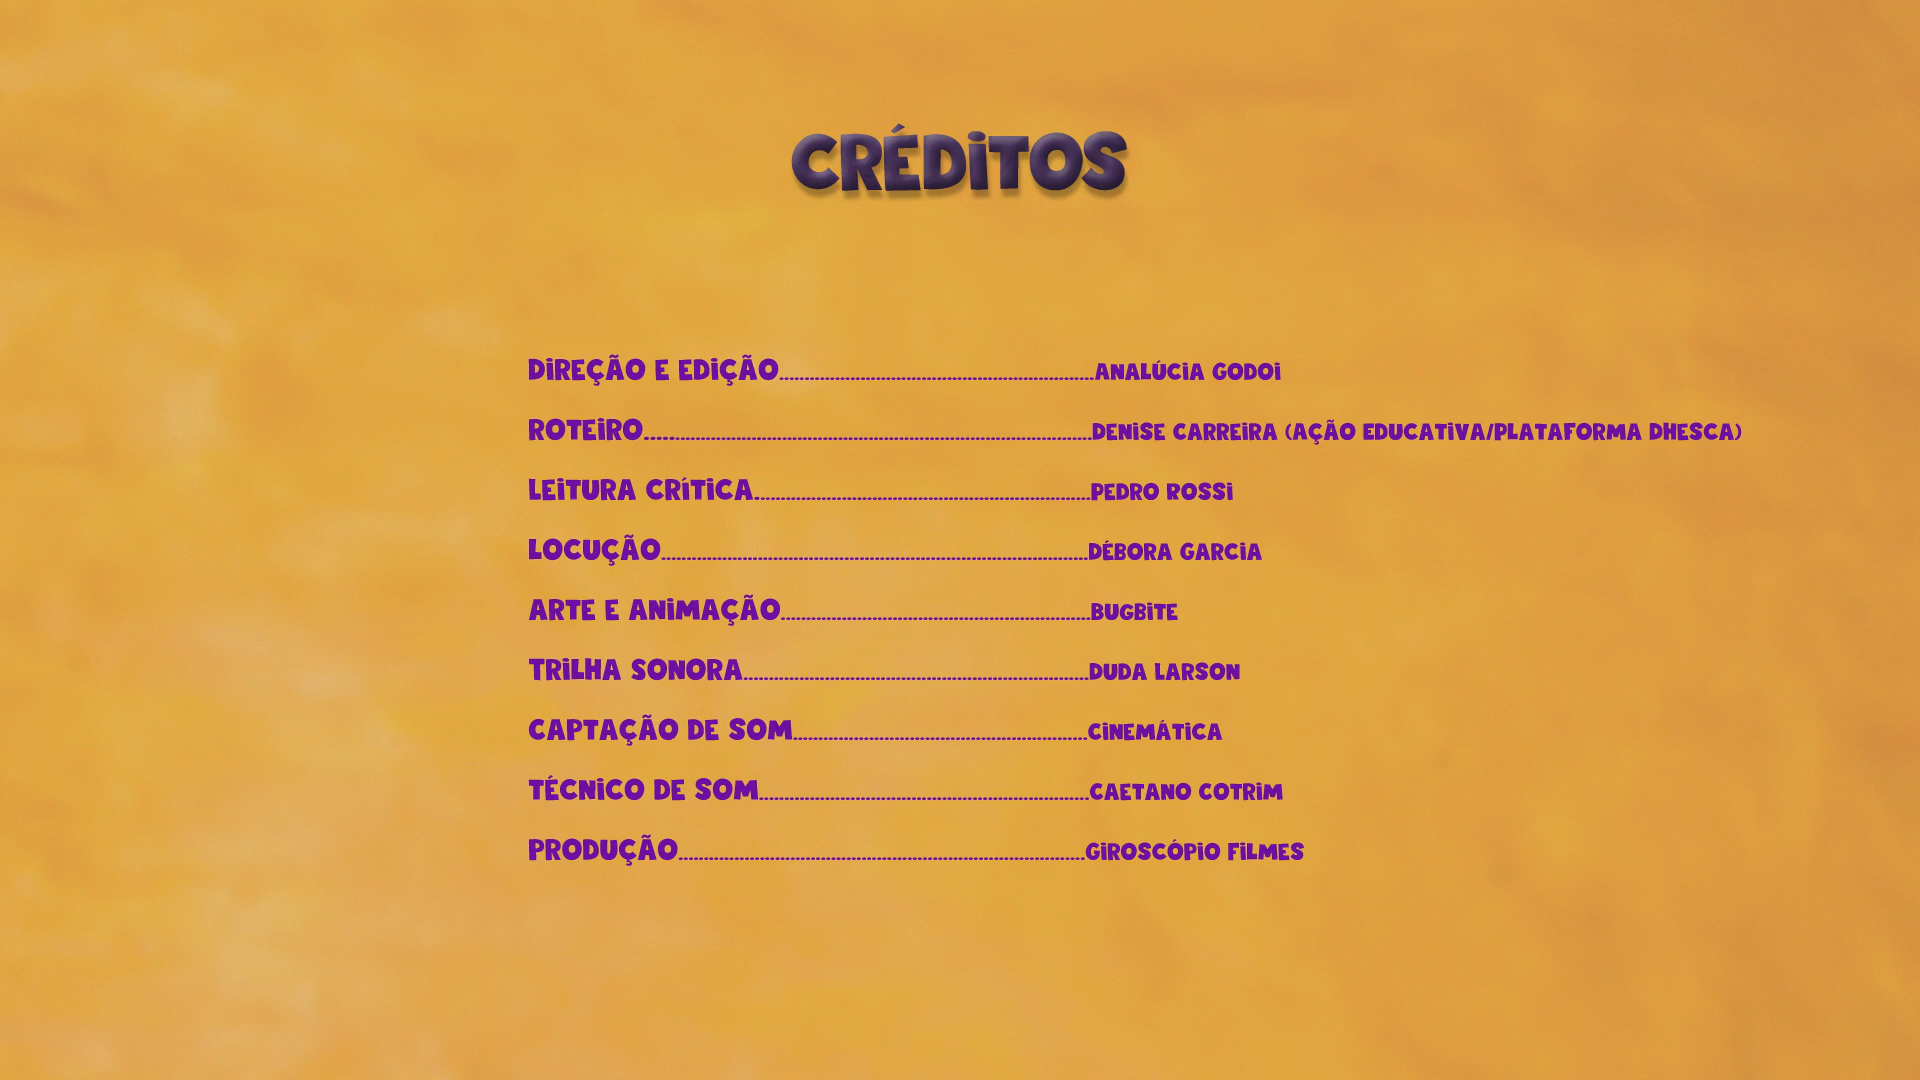 CRÉDITOS
DIREÇÃO E EDIÇÃO..............................................................ANALÚCIA GODOI
ROTEIRO..............................................................DENISE CARREIRA (AÇÃO EDUCATIVA/PLATAFORMA DHESCA)
LEITURA CRÍTICA..............................................................PEDRO ROSSI
LOCUÇÃO..............................................................DÉBORA GARCIA
ARTE E ANIMAÇÃO..............................................................BUGBITE
TRILHA SONORA..............................................................DUDA LARSON
CAPTAÇÃO DE SOM..............................................................CINEMÁTICA
TÉCNICO DE SOM..............................................................CAETANO COTRIM
PRODUÇÃO..............................................................GIROSCÓPIO FILMES